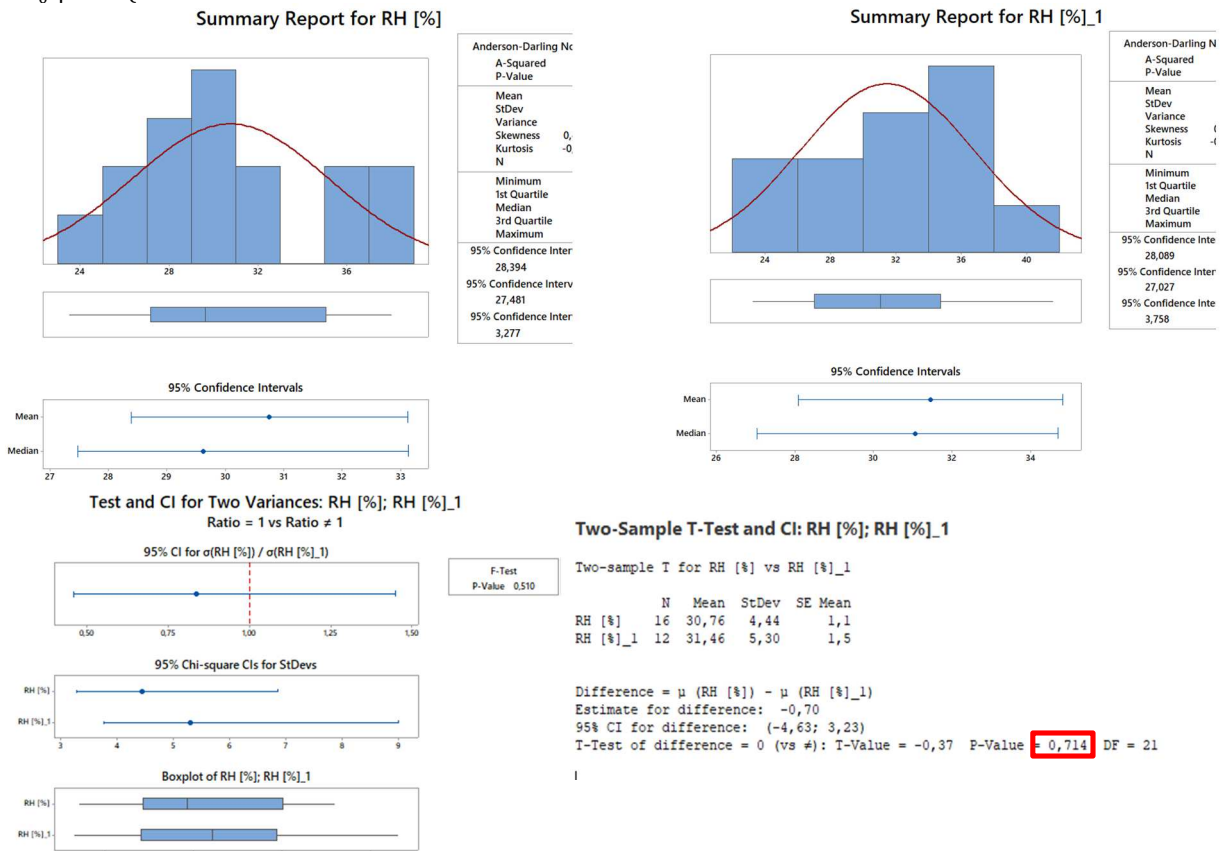 Summary Report for RH [%]
Anderson-Darling
A-Squared
P-Value
Mean
StDev
Variance
Skewness 0,
Kurtosis -0,
N
Minimum
1st Quartile
Median
3rd Quartile
Maximum
95% Confidence
28,394
95% Confidence
27,481
95% Confidence
3,277
24 28 32 36
95% Confidence Intervals
Mean
Median
27 28 29 30 31 32 33
Summary Report for RH [%]_1
Anderson-Darling
A-Squared
P-Value
Mean
StDev
Variance
Skewness
Kurtosis
N
Minimum
1st Quartile
Median
3rd Quartile
Maximum
95% Confidence
28,089
95% Confidence
27,027
95% Confidence
3,758
24 28 32 36 40
95% Confidence Intervals
Mean
Median
26 28 30 32 34
Test and CI for Two Variances: RH [%]; RH [%]_1
Ratio = 1 vs Ratio ≠ 1
95% CI for σ(RH [%]) / σ(RH [%]_1)
F-Test
P-Value 0,510
0,50 0,75 1,00 1,25 1,50
95% Chi-square CIs for StDevs
RH [%]
RH [%]_1
3 4 5 6 7 8 9
Boxplot of RH [%]; RH [%]_1
RH [%]
RH [%]_1
Two-Sample T-Test and CI: RH [%]; RH [%]_1
Two-sample T for RH [%] vs RH [%]_1
N Mean StDev SE Mean
RH [%] 16 30,76 4,44 1,1
RH [%]_1 12 31,46 5,30 1,5
Difference = μ (RH [%]) - μ (RH [%]_1)
Estimate for difference: -0,70
95% CI for difference: (-4,63; 3,23)
T-Test of difference = 0 (vs ≠): T-Value = -0,37 P-Value = 0,714 DF = 21